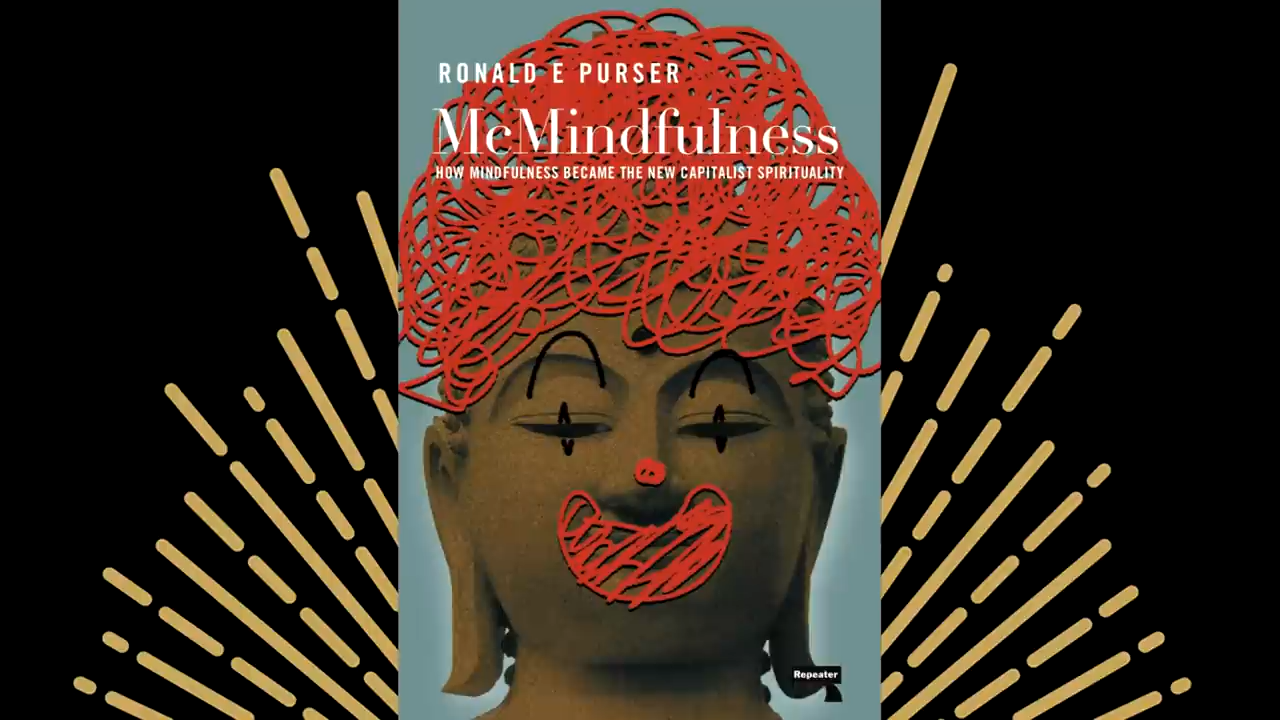 RONALD E PURSER
McMindfulness
HOW MINDFULNESS BECAME THE NEW CAPITALIST SPIRITUALITY
Repeater